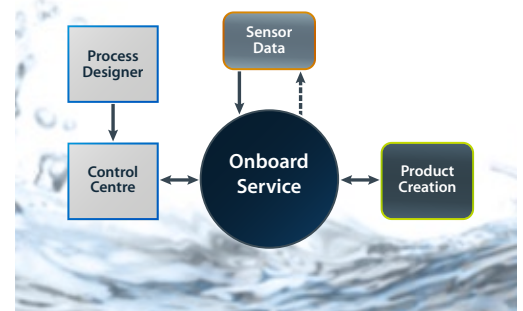 Process
Designer
Sensor
Data
Control
Centre
Onboard
Service
Product
Creation